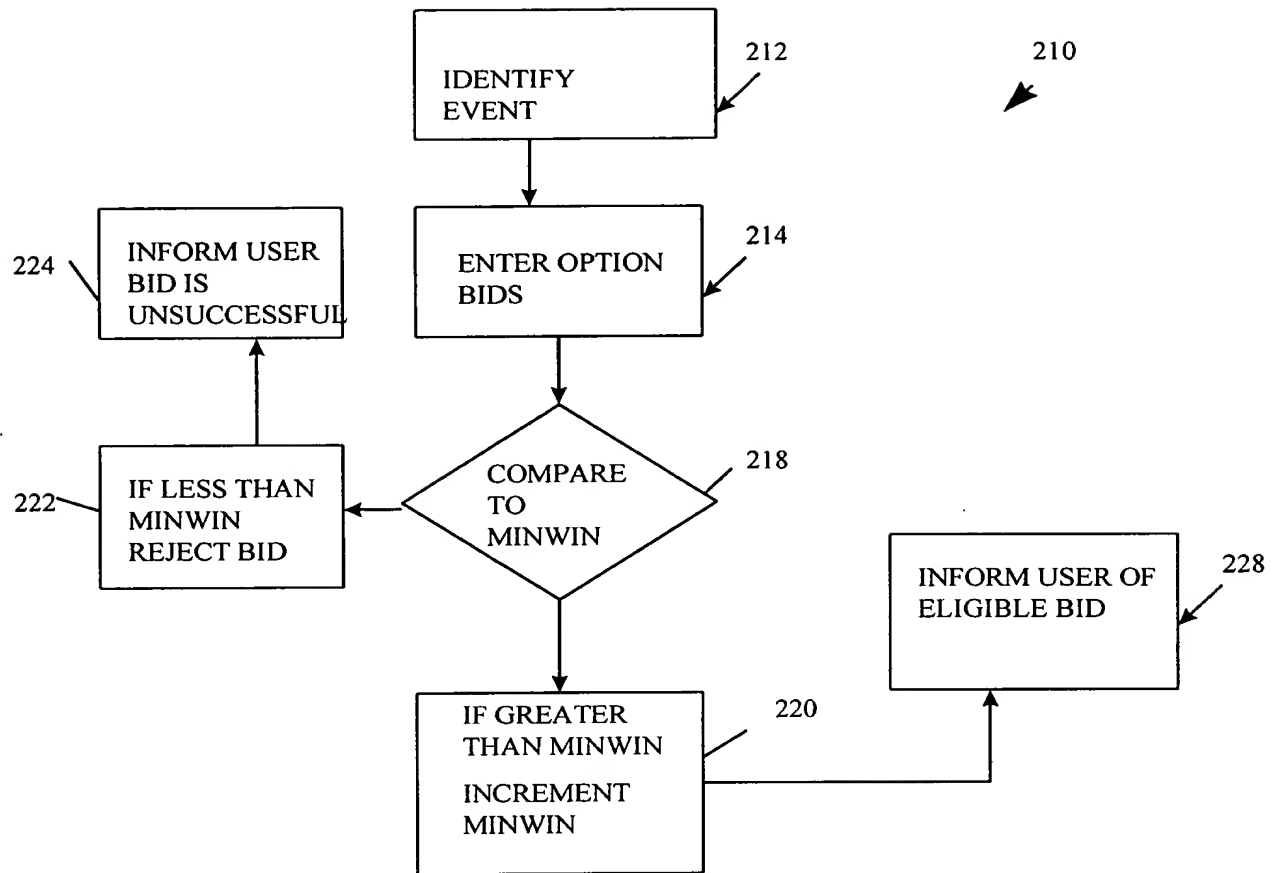 IDENTIFY
EVENT
212
210
ENTER OPTION
BIDS
214
224
INFORM USER
BID IS
UNSUCCESSFUL
COMPARE
TO
MINWIN
218
222
IF LESS THAN
MINWIN
REJECT BID
INFORM USER OF
ELIGIBLE BID
228
IF GREATER
THAN MINWIN
INCREMENT
MINWIN
220